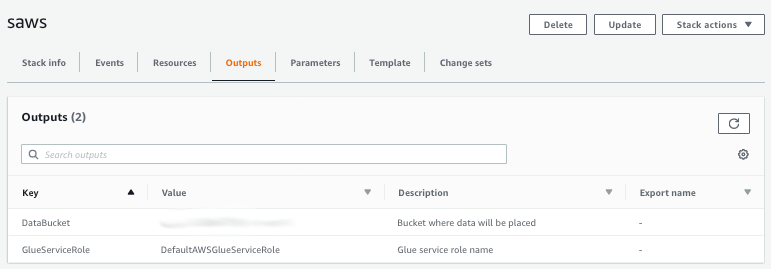 saws
Delete Update Stack actions
Stack info Events Resources Outputs Parameters Template Change sets
Outputs (2)
Search outputs
Key Value Description Export name
DataBucket Bucket where data will be placed -
GlueServiceRole DefaultAWSGlueServiceRole Glue service role name -